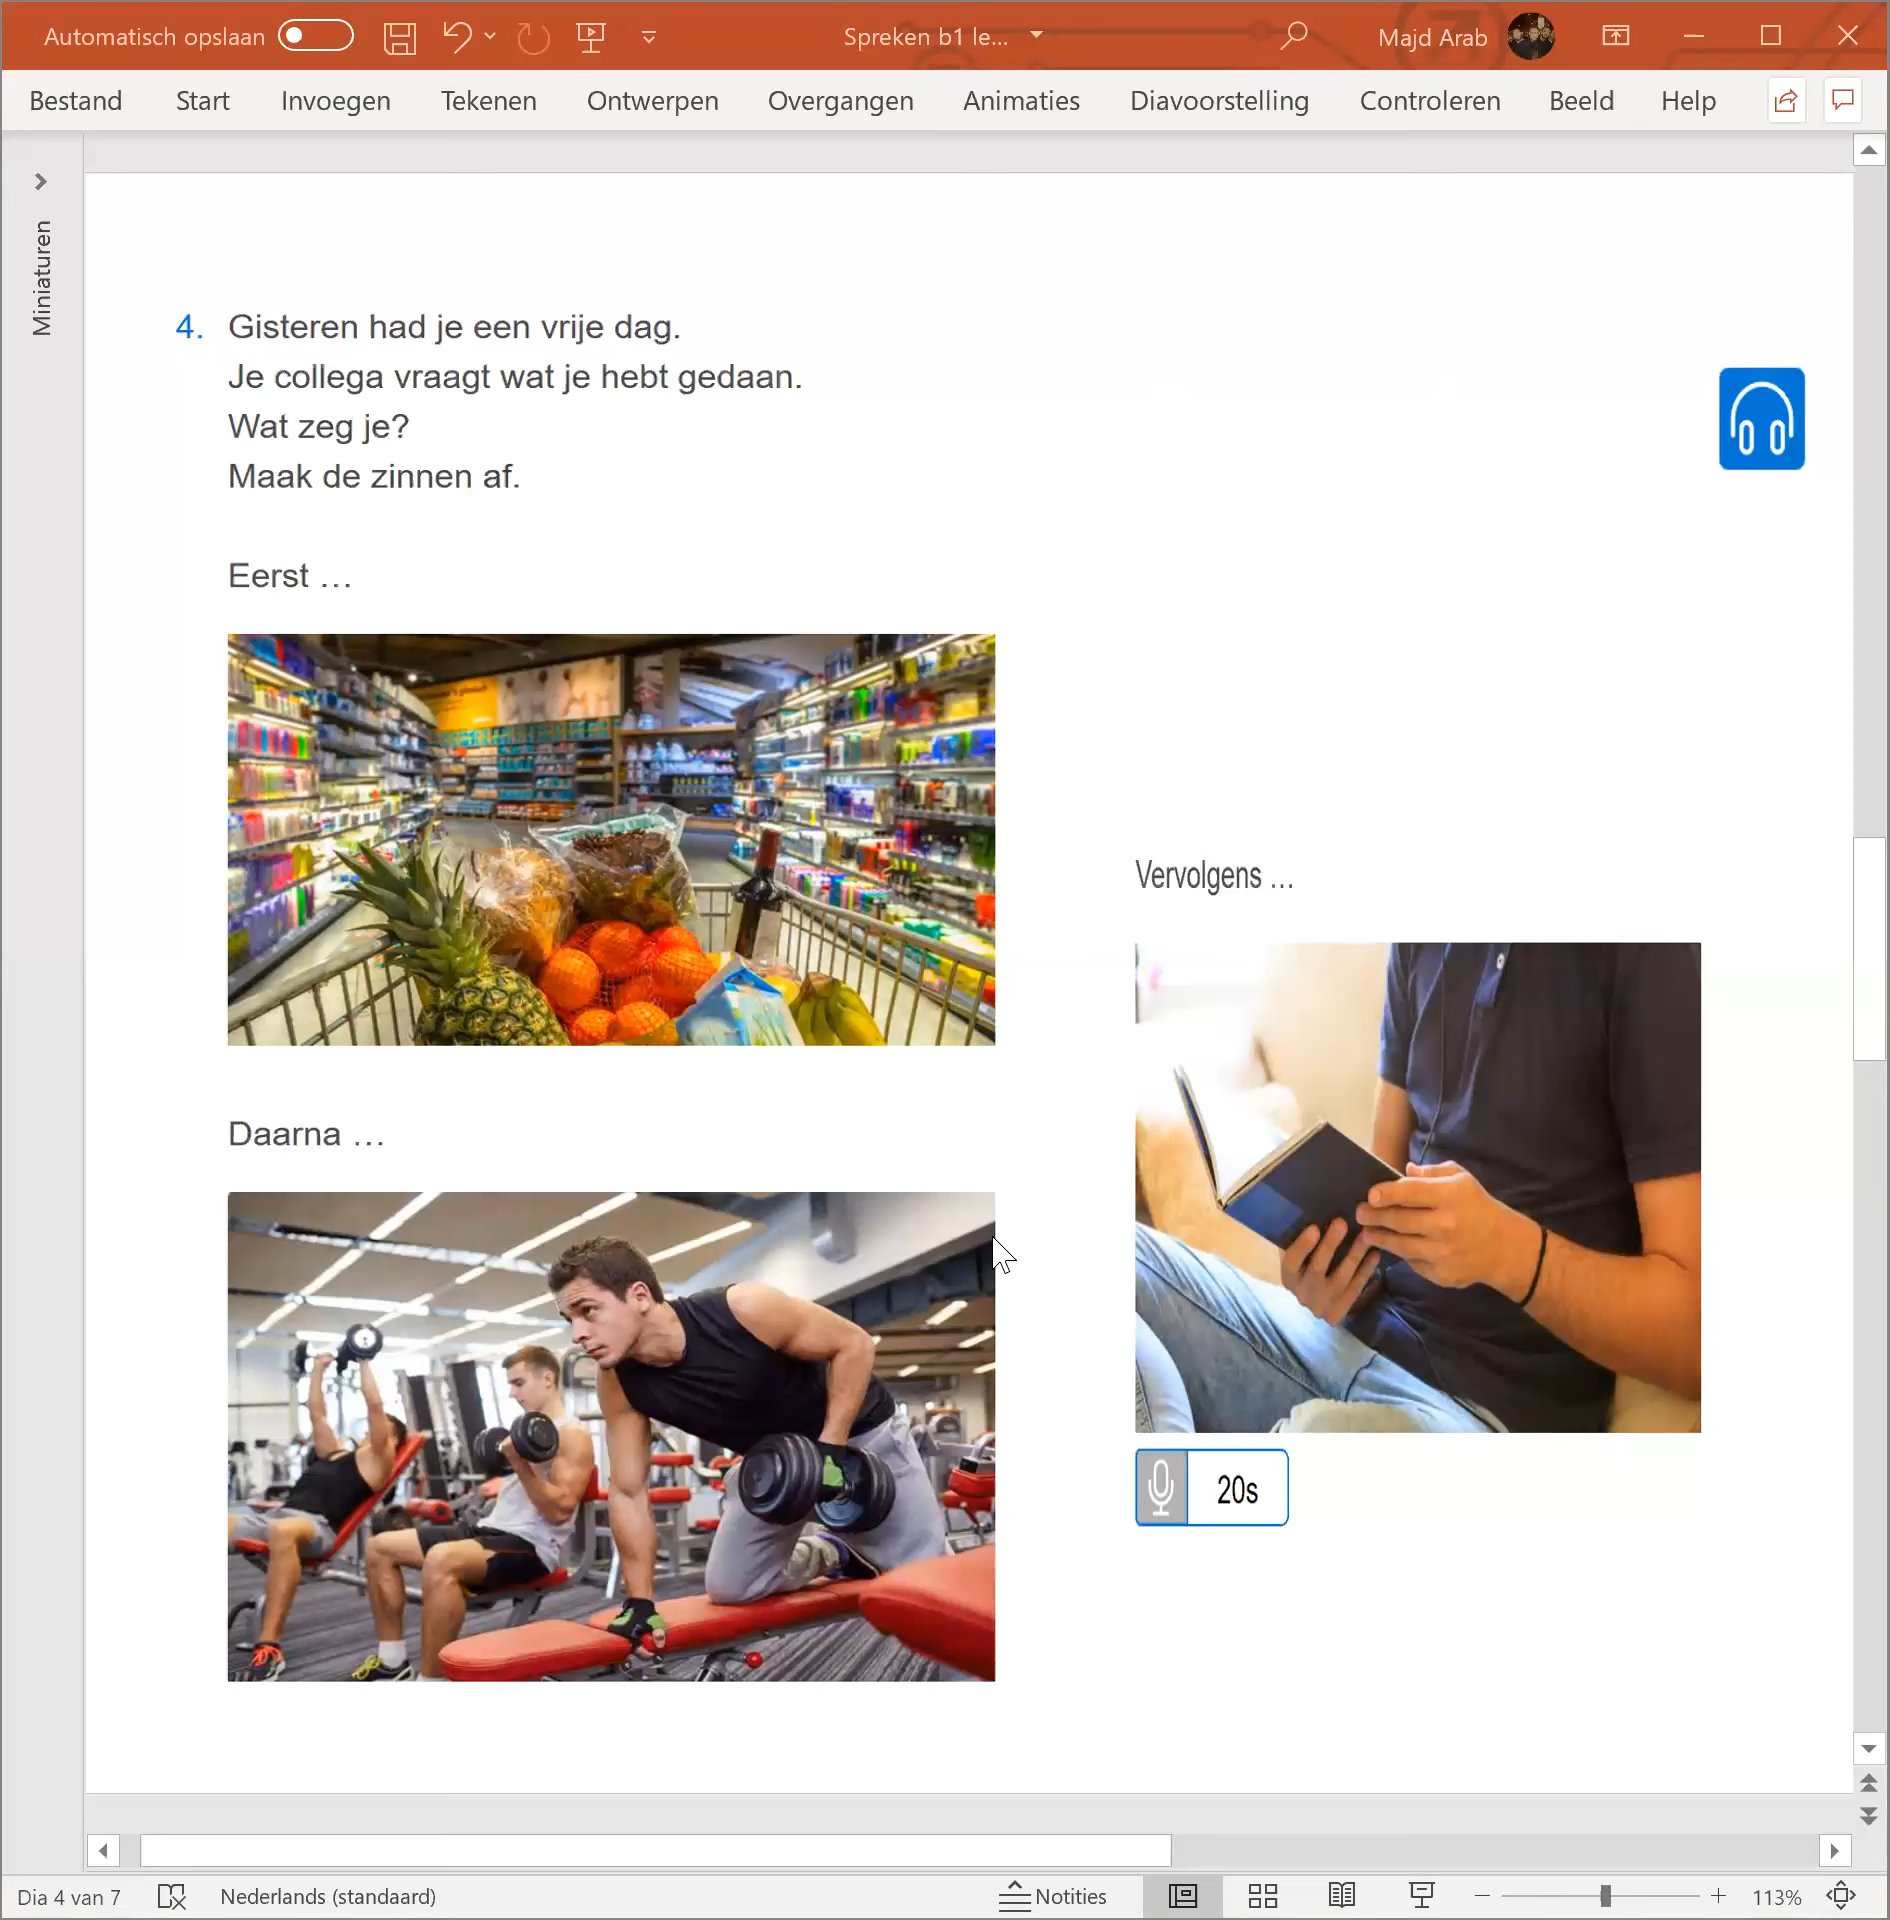 Automatisch opslaan
Spreken b1 le...
Majd Arab
Bestand Start Invoegen Tekenen Ontwerpen Overgangen Animaties Diavoorstelling Controleren Beeld Help
Miniaturen
4. Gisteren had je een vrije dag.
Je collega vraagt wat je hebt gedaan.
Wat zeg je?
Maak de zinnen af.
Eerst …
Daarna …
Vervolgens …
20s
Dia 4 van 7
Nederlands (standaard)
Notities
113%